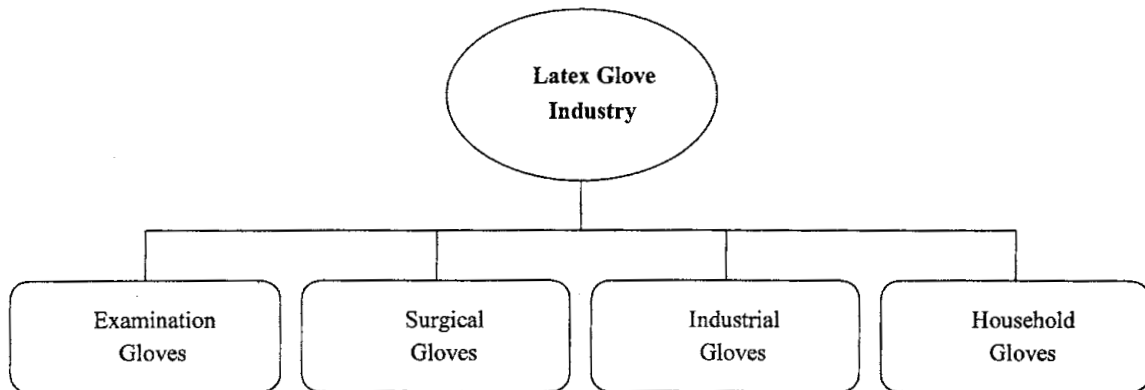 Latex Glove
Industry
Examination
Gloves
Surgical
Gloves
Industrial
Gloves
Household
Gloves